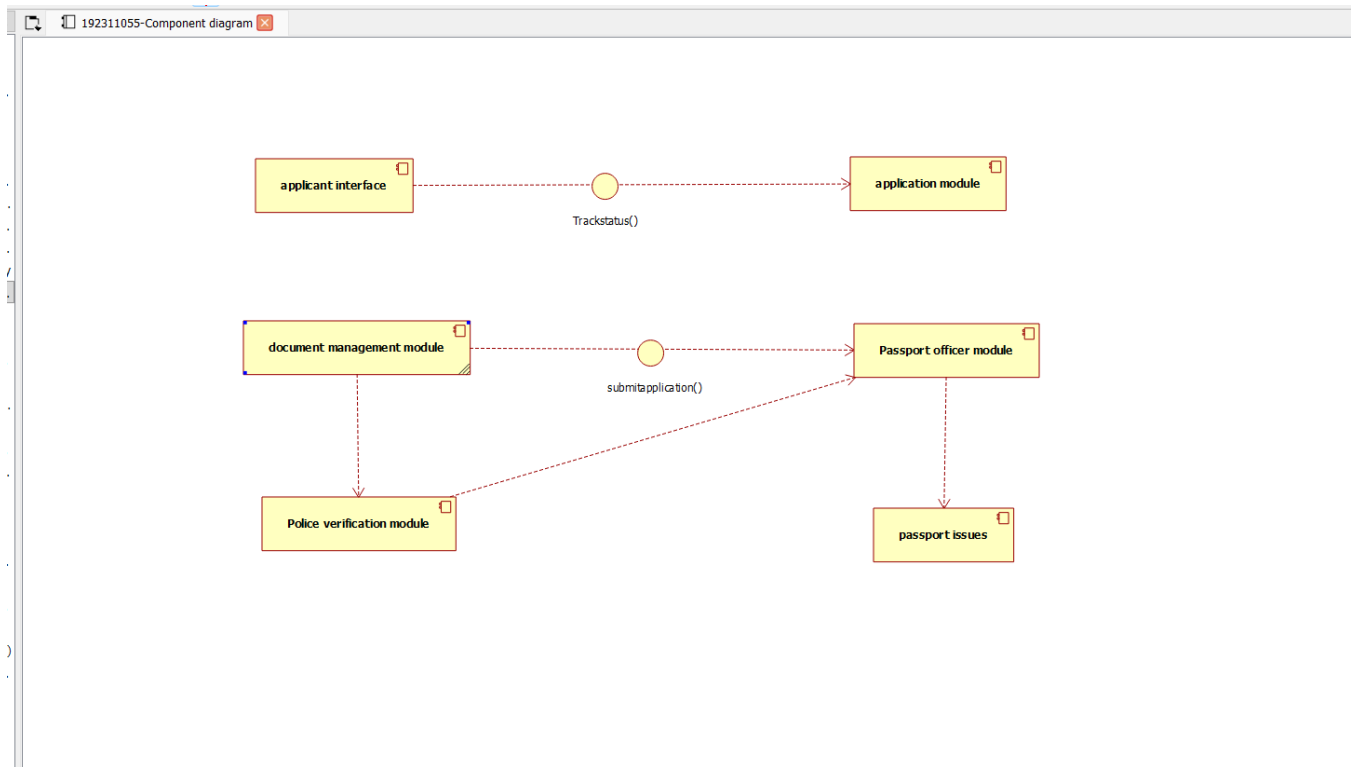 192311055-Component diagram
applicant interface
application module
Trackstatus()
document management module
Passport officer module
submitapplication()
Police verification module
passport issues
)